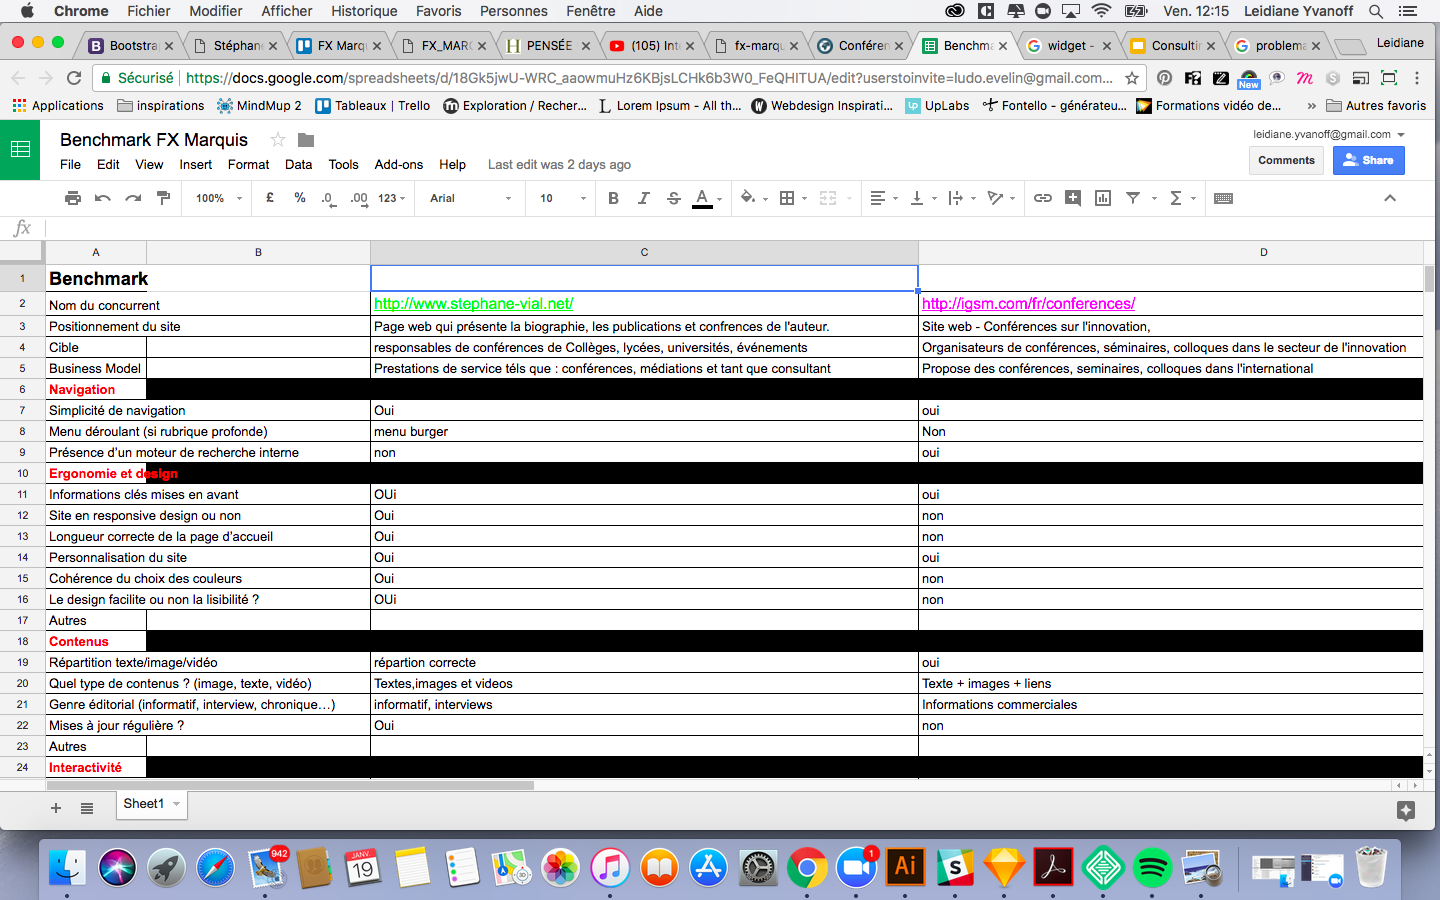 Chrome Fichier Modifier Afficher Historique Favoris Personnes Fenêtre Aide Ven. 12:15 Leidiane Yvanoff
Bootstra Stéphane FX Marqu FX_MARC PENSÉE (105) Inte fx-marqu Conféren Benchma widget - Consultin problema Leidiane
Sécurisé https://docs.google.com/spreadsheets/d/18Gk5jwU-WRC_aaowmuHz6KBjsLCHk6b3W0_FeQHITUA/edit?userstoinvite=ludo.evelin@gmail.com...
New
Applications inspirations MindMup 2 Tableaux | Trello Exploration / Recher... Lorem Ipsum - All th... Webdesign Inspirati... UpLabs Fontello - générateu... Formations vidéo de... » Autres favoris
Benchmark FX Marquis
leidiane.yvanoff@gmail.com
File Edit View Insert Format Data Tools Add-ons Help Last edit was 2 days ago
Comments Share
100% £ % .0 .00 123 Arial 10 B I S A
fx
A B C D
1 Benchmark
2 Nom du concurrent http://www.stephane-vial.net/ http://igsm.com/fr/conferences/
3 Positionnement du site Page web qui présente la biographie, les publications et confrences de l'auteur. Site web - Conférences sur l'innovation,
4 Cible responsables de conférences de Collèges, lycées, universités, événements Organisateurs de conférences, séminaires, colloques dans le secteur de l'innovation
5 Business Model Prestations de service téls que : conférences, médiations et tant que consultant Propose des conférences, seminaires, colloques dans l'international
6 Navigation
7 Simplicité de navigation Oui oui
8 Menu déroulant (si rubrique profonde) menu burger Non
9 Présence d'un moteur de recherche interne non oui
10 Ergonomie et design
11 Informations clés mises en avant OUi oui
12 Site en responsive design ou non Oui non
13 Longueur correcte de la page d'accueil Oui non
14 Personnalisation du site Oui oui
15 Cohérence du choix des couleurs Oui non
16 Le design facilite ou non la lisibilité ? OUi non
17 Autres
18 Contenus
19 Répartition texte/image/vidéo répartion correcte oui
20 Quel type de contenus ? (image, texte, vidéo) Textes,images et videos Texte + images + liens
21 Genre éditorial (informatif, interview, chronique…) informatif, interviews Informations commerciales
22 Mises à jour régulière ? Oui non
23 Autres
24 Interactivité
Sheet1
942 JANV. 19 1 Ai